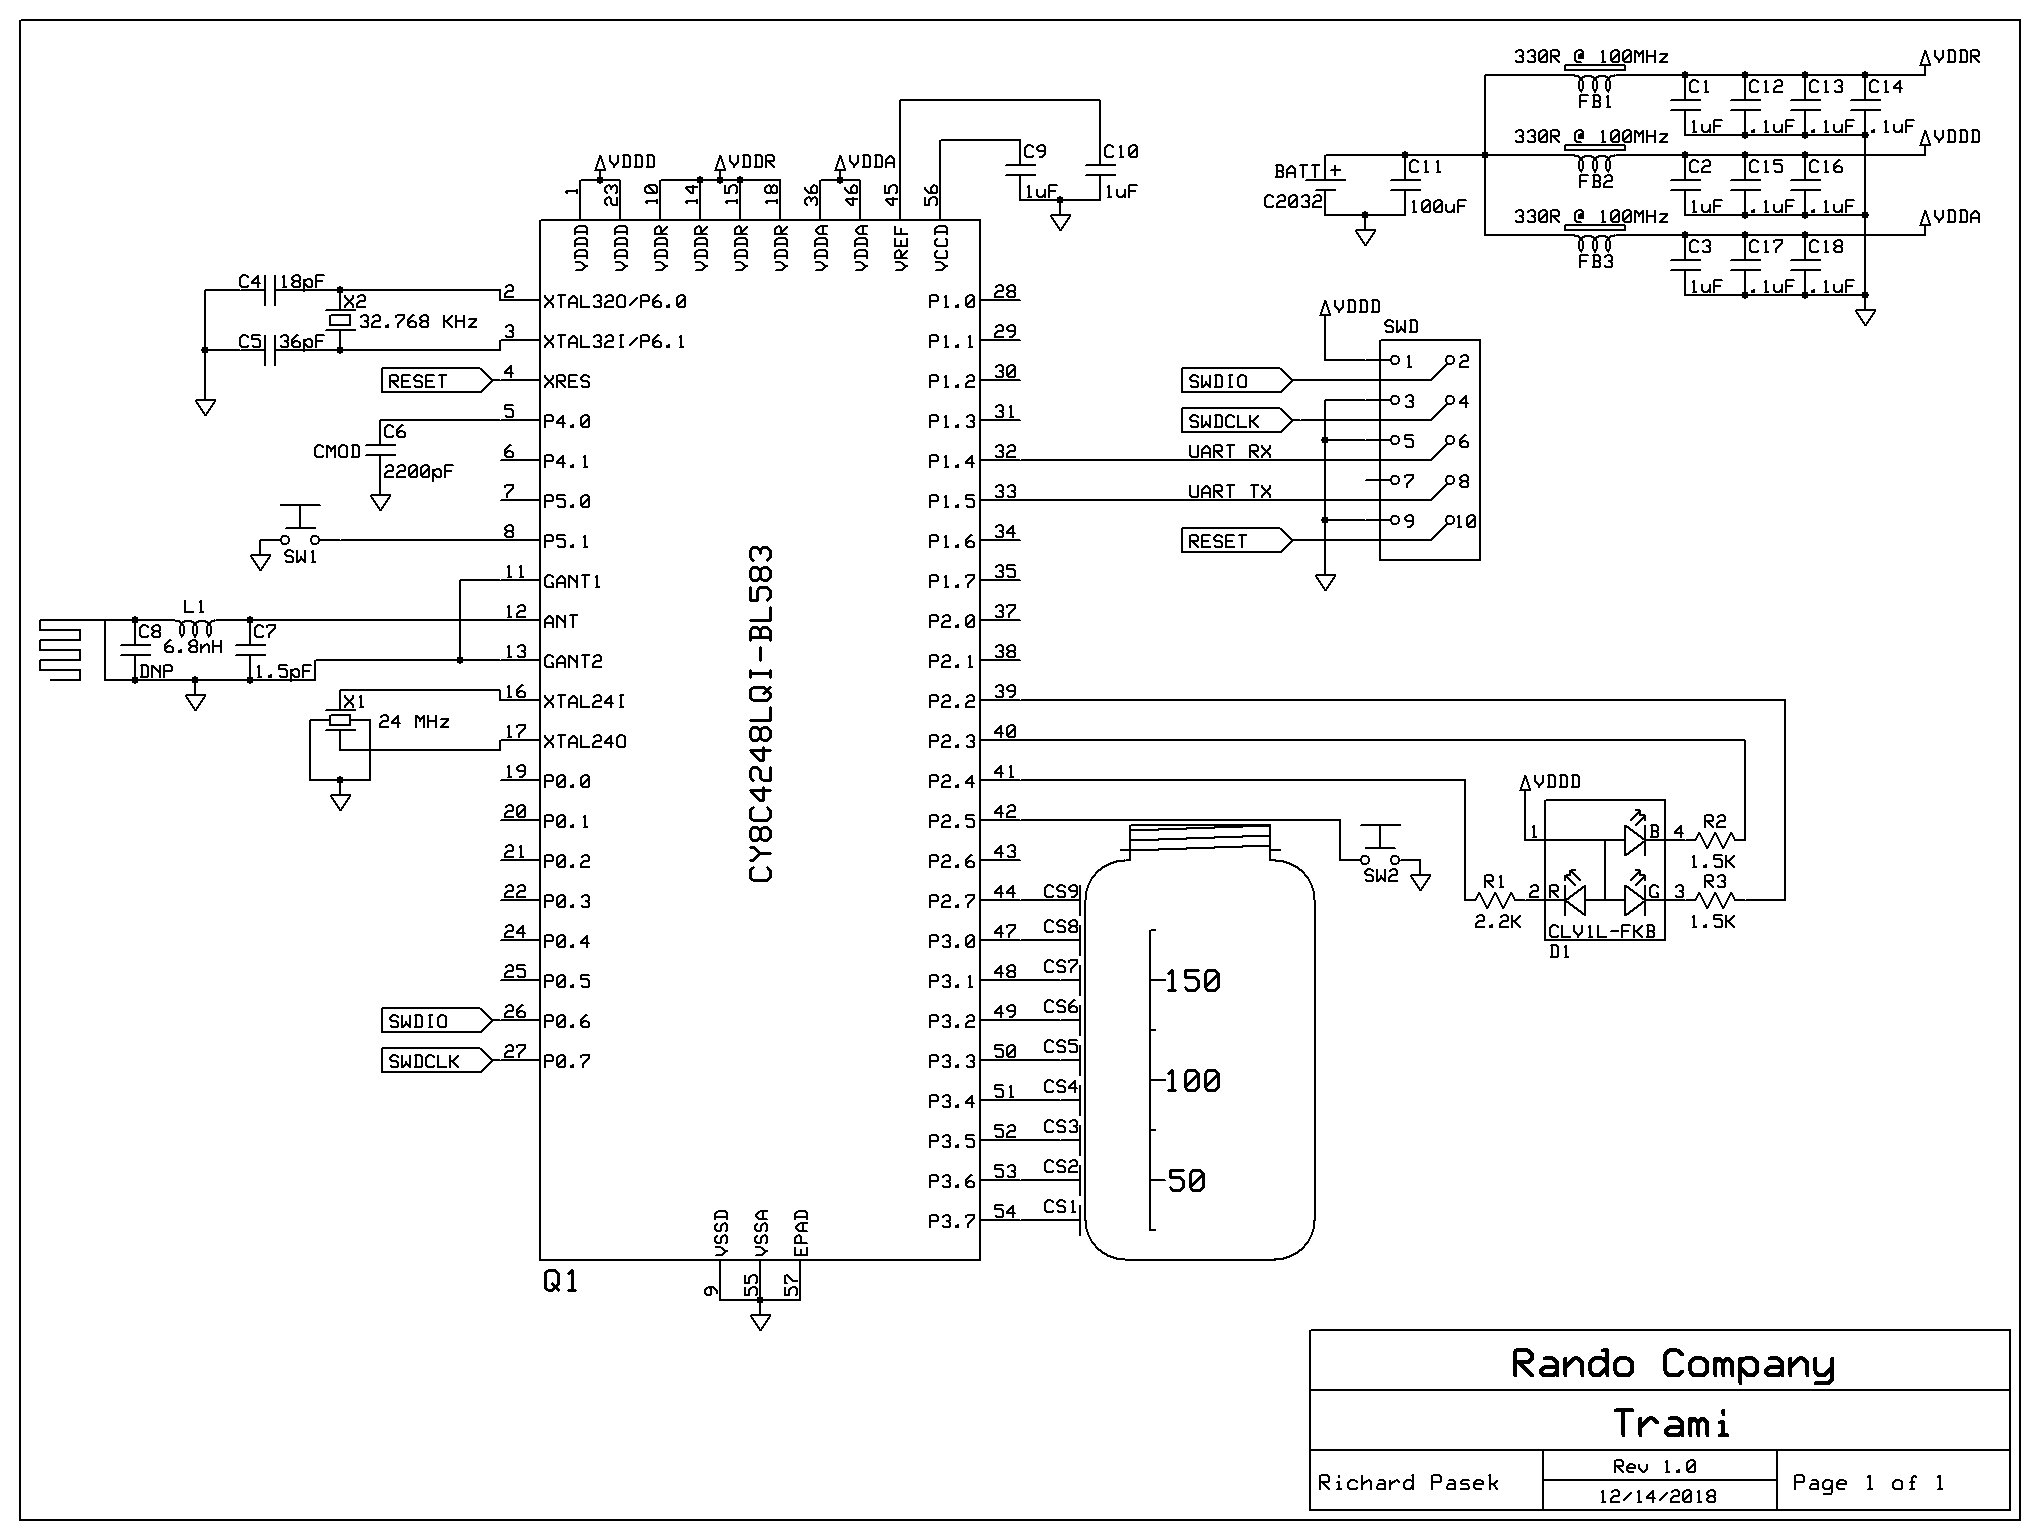 330R @ 100MHz
VDDR
FB1
C1
C12
C13
C14
1uF
.1uF
.1uF
.1uF
330R @ 100MHz
VDDD
FB2
C2
C15
C16
1uF
.1uF
.1uF
330R @ 100MHz
VDDA
FB3
C3
C17
C18
1uF
.1uF
.1uF
BATT +
C2032
C11
100uF
C9
1uF
C10
1uF
VDDD
VDDR
VDDA
1
23
10
14
15
18
36
46
45
56
VDDD
VDDD
VDDR
VDDR
VDDR
VDDR
VDDA
VDDA
VREF
VCCD
C4 18pF
X2
32.768 KHz
C5 36pF
RESET
C6
CMOD
2200pF
SW1
L1
C8
6.8nH
C7
DNP
1.5pF
X1
24 MHz
SWDIO
SWDCLK
2 XTAL32O/P6.0
3 XTAL32I/P6.1
4 XRES
5 P4.0
6 P4.1
7 P5.0
8 P5.1
11 GANT1
12 ANT
13 GANT2
16 XTAL24I
17 XTAL24O
19 P0.0
20 P0.1
21 P0.2
22 P0.3
24 P0.4
25 P0.5
26 P0.6
27 P0.7
CY8C4248LQI-BL583
P1.0 28
P1.1 29
P1.2 30
P1.3 31
P1.4 32
P1.5 33
P1.6 34
P1.7 35
P2.0 37
P2.1 38
P2.2 39
P2.3 40
P2.4 41
P2.5 42
P2.6 43
P2.7 44 CS9
P3.0 47 CS8
P3.1 48 CS7
P3.2 49 CS6
P3.3 50 CS5
P3.4 51 CS4
P3.5 52 CS3
P3.6 53 CS2
P3.7 54 CS1
150
100
50
VSSD
VSSA
EPAD
9
55
57
Q1
VDDD
SWD
1 2
SWDIO
3 4
SWDCLK
5 6
UART RX
7 8
UART TX
9 10
RESET
SW2
VDDD
1
B
4
R2
1.5K
R1
2.2K
2
R
G
3
R3
1.5K
CLV1L-FKB
D1
Rando Company
Trami
Richard Pasek
Rev 1.0
12/14/2018
Page 1 of 1